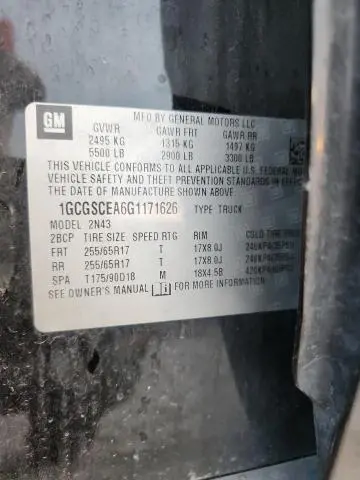 GM
MFD BY GENERAL MOTORS LLC
GVWR GAWR FRT GAWR RR
2495 KG 1315 KG 1497 KG
5500 LB 2900 LB 3300 LB
THIS VEHICLE CONFORMS TO ALL APPLICABLE U.S. FEDERAL MOTOR
VEHICLE SAFETY AND THEFT PREVENTION STANDARDS IN EFFECT ON THE
DATE OF MANUFACTURE SHOWN ABOVE.
1GCGSCEA6G1171626 TYPE TRUCK
MODEL 2N43
2BCP TIRE SIZE SPEED RTG RIM COLD TIRE
FRT 255/65R17 T 17X8.0J
RR 255/65R17 T 17X8.0J
SPA T175/90D18 M 18X4.5B
SEE OWNER'S MANUAL FOR MORE INFORMATION